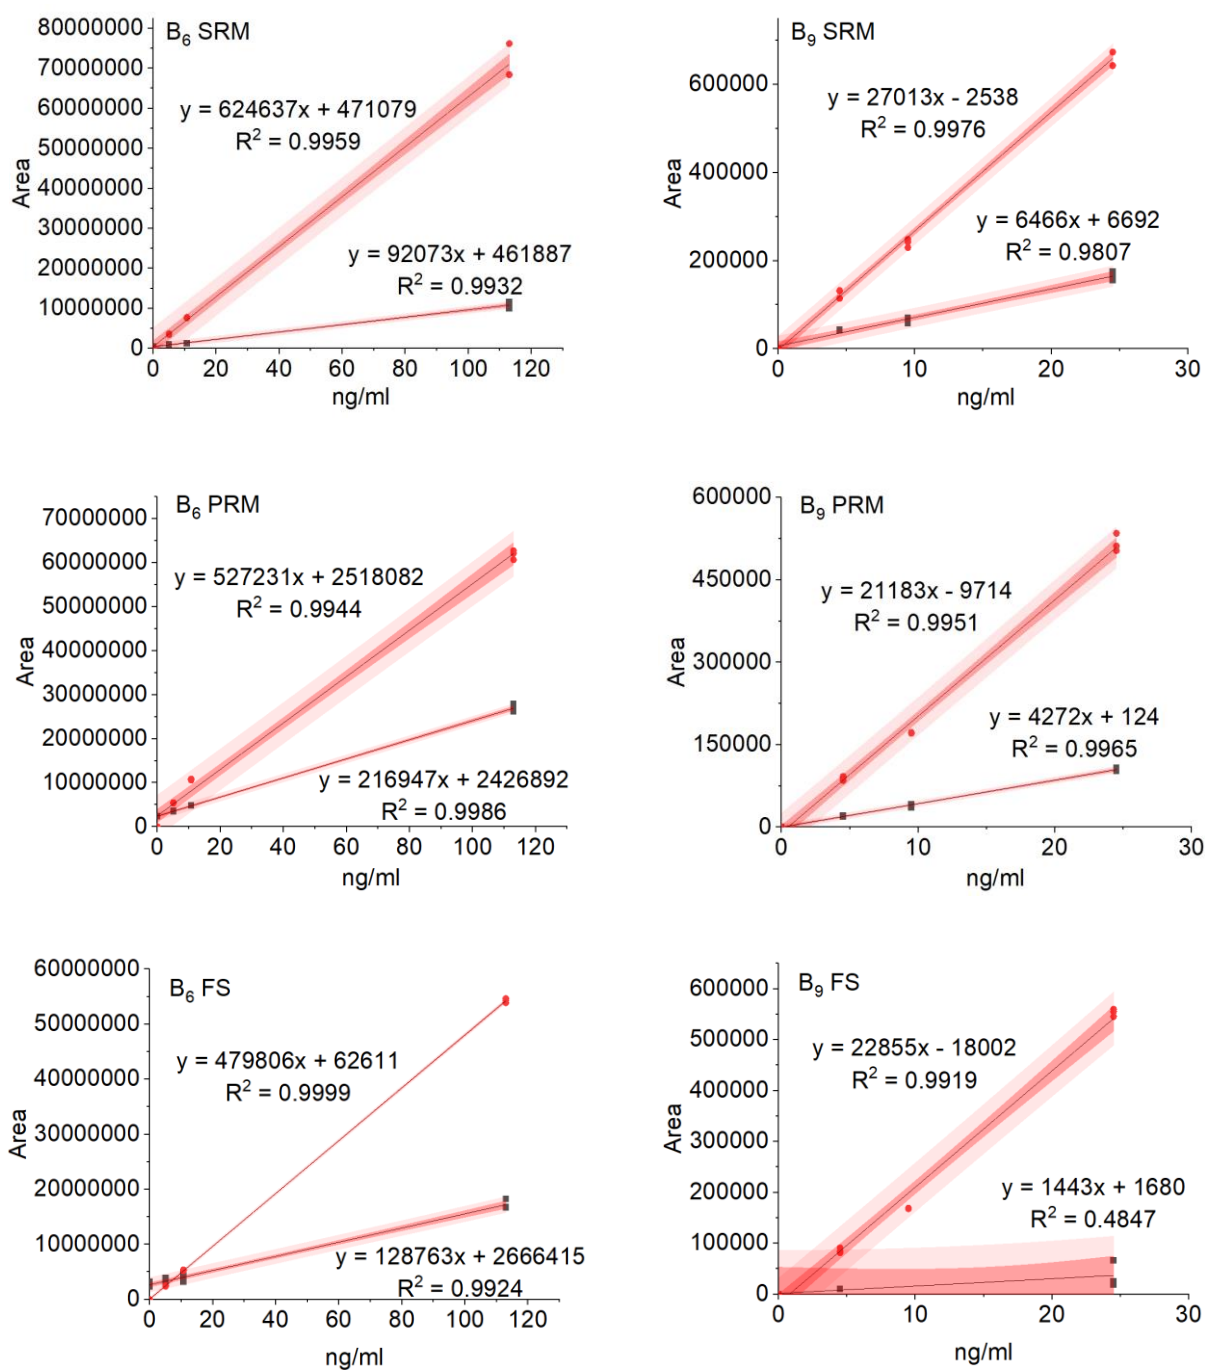 B₆ SRM
80000000
70000000
60000000
50000000
40000000
30000000
20000000
10000000
0
Area
y = 624637x + 471079
R² = 0.9959
y = 92073x + 461887
R² = 0.9932
0 20 40 60 80 100 120
ng/ml
B₉ SRM
600000
400000
200000
0
Area
y = 27013x - 2538
R² = 0.9976
y = 6466x + 6692
R² = 0.9807
0 10 20 30
ng/ml
B₆ PRM
70000000
60000000
50000000
40000000
30000000
20000000
10000000
0
Area
y = 527231x + 2518082
R² = 0.9944
y = 216947x + 2426892
R² = 0.9986
0 20 40 60 80 100 120
ng/ml
B₉ PRM
600000
450000
300000
150000
0
Area
y = 21183x - 9714
R² = 0.9951
y = 4272x + 124
R² = 0.9965
0 10 20 30
ng/ml
B₆ FS
60000000
50000000
40000000
30000000
20000000
10000000
0
Area
y = 479806x + 62611
R² = 0.9999
y = 128763x + 2666415
R² = 0.9924
0 20 40 60 80 100 120
ng/ml
B₉ FS
600000
500000
400000
300000
200000
100000
0
Area
y = 22855x - 18002
R² = 0.9919
y = 1443x + 1680
R² = 0.4847
0 10 20 30
ng/ml